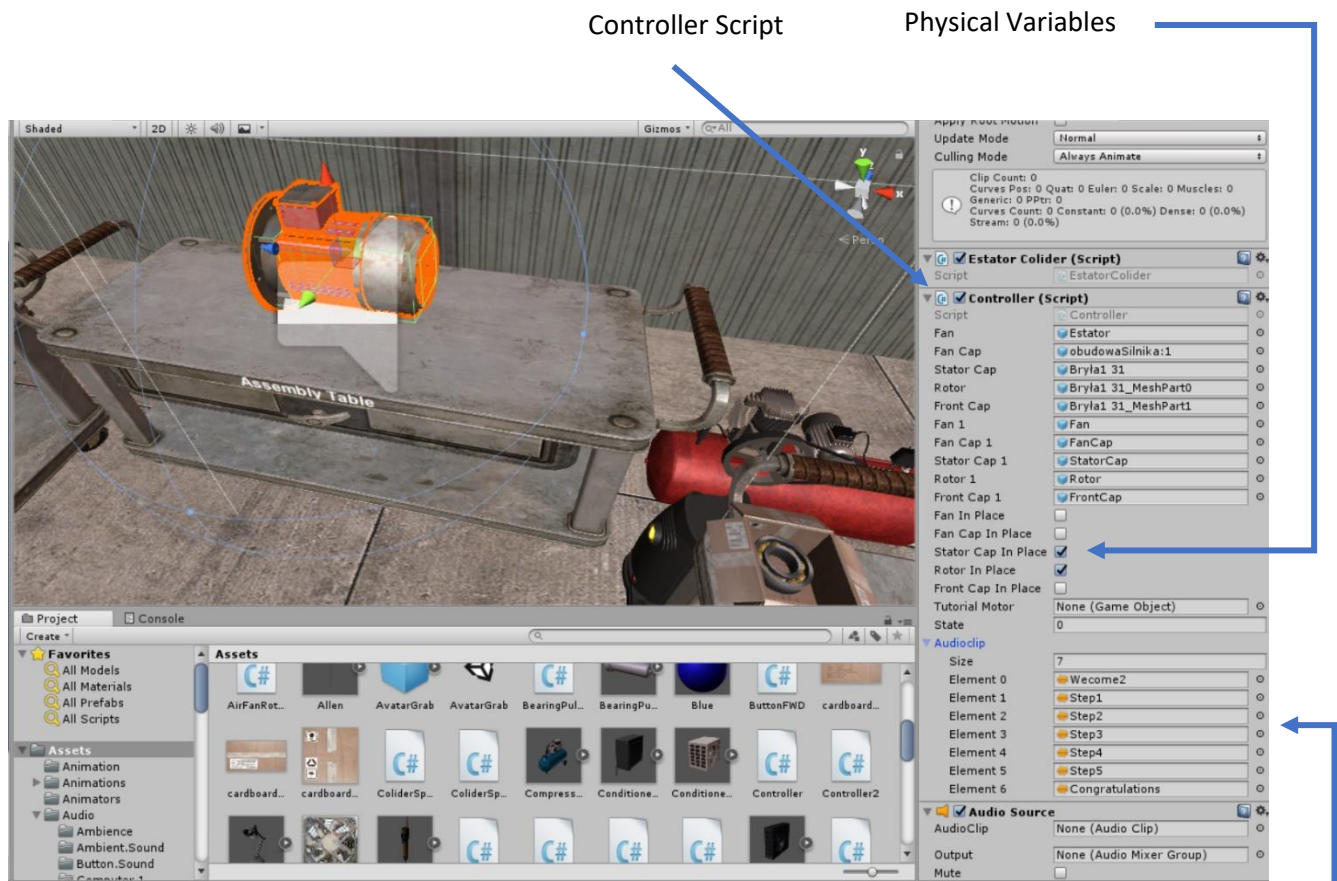 Controller Script
Physical Variables
Shaded 2D Gizmos Q▾All
Apply Root Motion
Update Mode Normal
Culling Mode Always Animate
Clip Count: 0
Curves Pos: 0 Quat: 0 Euler: 0 Scale: 0 Muscles: 0
Generic: 0 PPtr: 0
Curves Count: 0 Constant: 0 (0.0%) Dense: 0 (0.0%)
Stream: 0 (0.0%)
y
z
x
< Persp
Assembly Table
Estator Colider (Script)
Script EstatorColider
Controller (Script)
Script Controller
Fan Estator
Fan Cap obudowaSilnika:1
Stator Cap Bryła1 31
Rotor Bryła1 31_MeshPart0
Front Cap Bryła1 31_MeshPart1
Fan 1 Fan
Fan Cap 1 FanCap
Stator Cap 1 StatorCap
Rotor 1 Rotor
Front Cap 1 FrontCap
Fan In Place
Fan Cap In Place
Stator Cap In Place
Rotor In Place
Front Cap In Place
Tutorial Motor None (Game Object)
State 0
Audioclip
Size 7
Element 0 Wecome2
Element 1 Step1
Element 2 Step2
Element 3 Step3
Element 4 Step4
Element 5 Step5
Element 6 Congratulations
Audio Source
AudioClip None (Audio Clip)
Output None (Audio Mixer Group)
Mute
Project Console
Create
Favorites
All Models
All Materials
All Prefabs
All Scripts
Assets
Animation
Animations
Animators
Audio
Ambience
Ambient.Sound
Button.Sound
Computer 1
Assets
C# C# C#
AirFanRot... Allen AvatarGrab AvatarGrab BearingPul... BearingPu... Blue ButtonFWD cardboard...
C# C# C# C#
cardboard... cardboard... ColiderSp... ColiderSp... Compress... Conditione... Conditione... Controller Controller2
C# C# C# C#